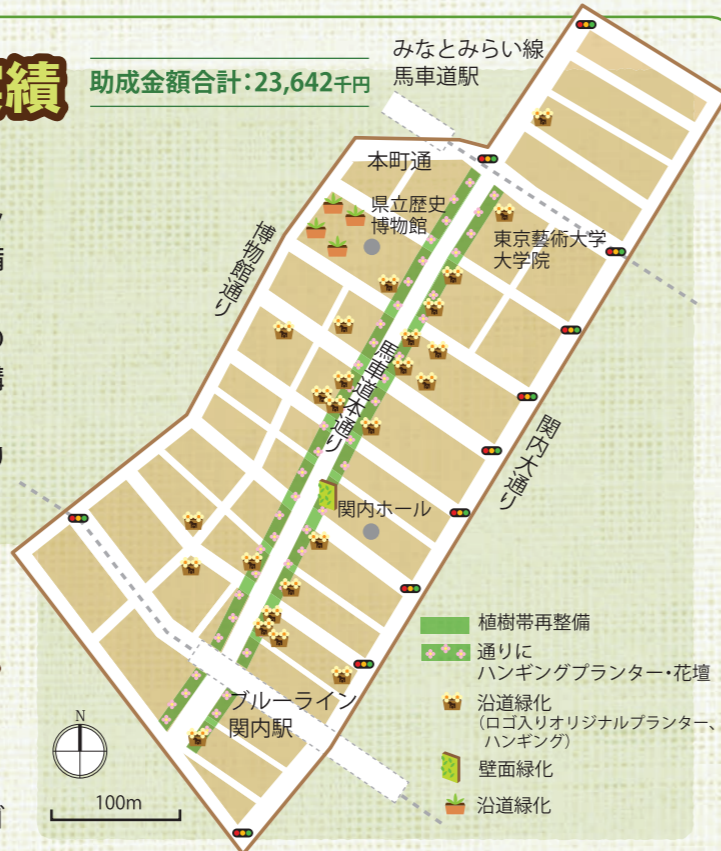 績
助成金額合計：23,642千円
みなとみらい線
馬車道駅
本町通
県立歴史
博物館
東京藝術大学
大学院
博物館通り
馬車道本通り
関内大通り
関内ホール
ブルーライン
関内駅
N
100m
植樹帯再整備
通りに
ハンギングプランター・花壇
沿道緑化
（ロゴ入りオリジナルプランター、
ハンギング）
壁面緑化
沿道緑化